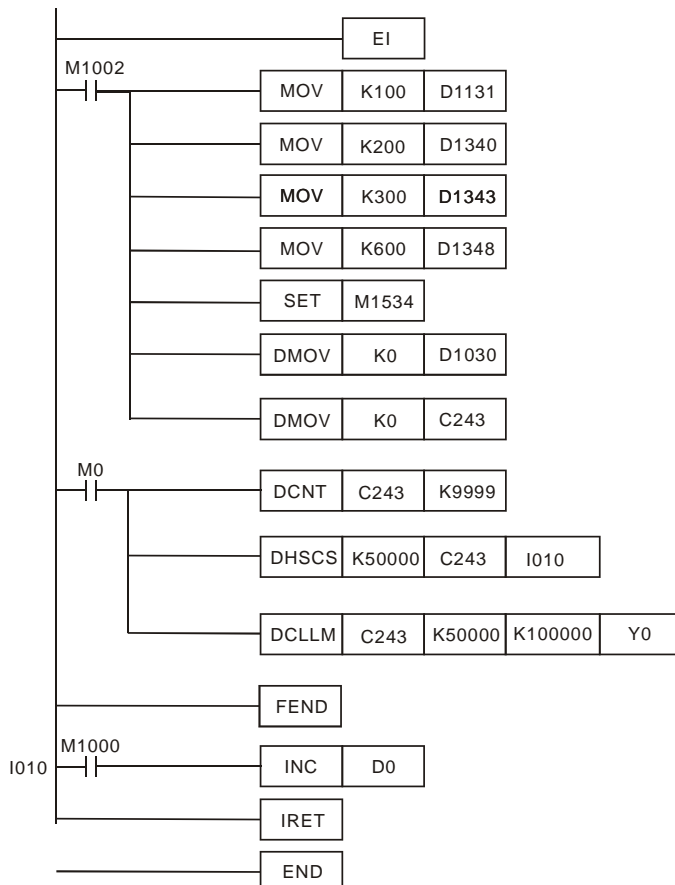 EI
M1002
MOV K100 D1131
MOV K200 D1340
MOV K300 D1343
MOV K600 D1348
SET M1534
DMOV K0 D1030
DMOV K0 C243
M0
DCNT C243 K9999
DHSCS K50000 C243 I010
DCLLM C243 K50000 K100000 Y0
FEND
M1000
I010 INC D0
IRET
END